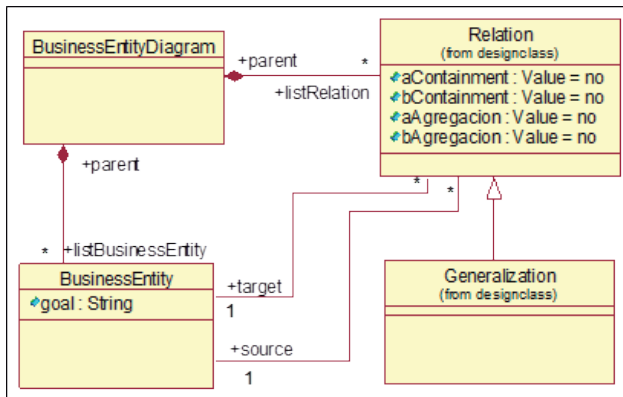 BusinessEntityDiagram
+parent
*
+listRelation
Relation
(from designclass)
aContainment : Value = no
bContainment : Value = no
aAgregacion : Value = no
bAgregacion : Value = no
+parent
*
+listBusinessEntity
*
*
BusinessEntity
goal : String
+target
1
+source
1
Generalization
(from designclass)